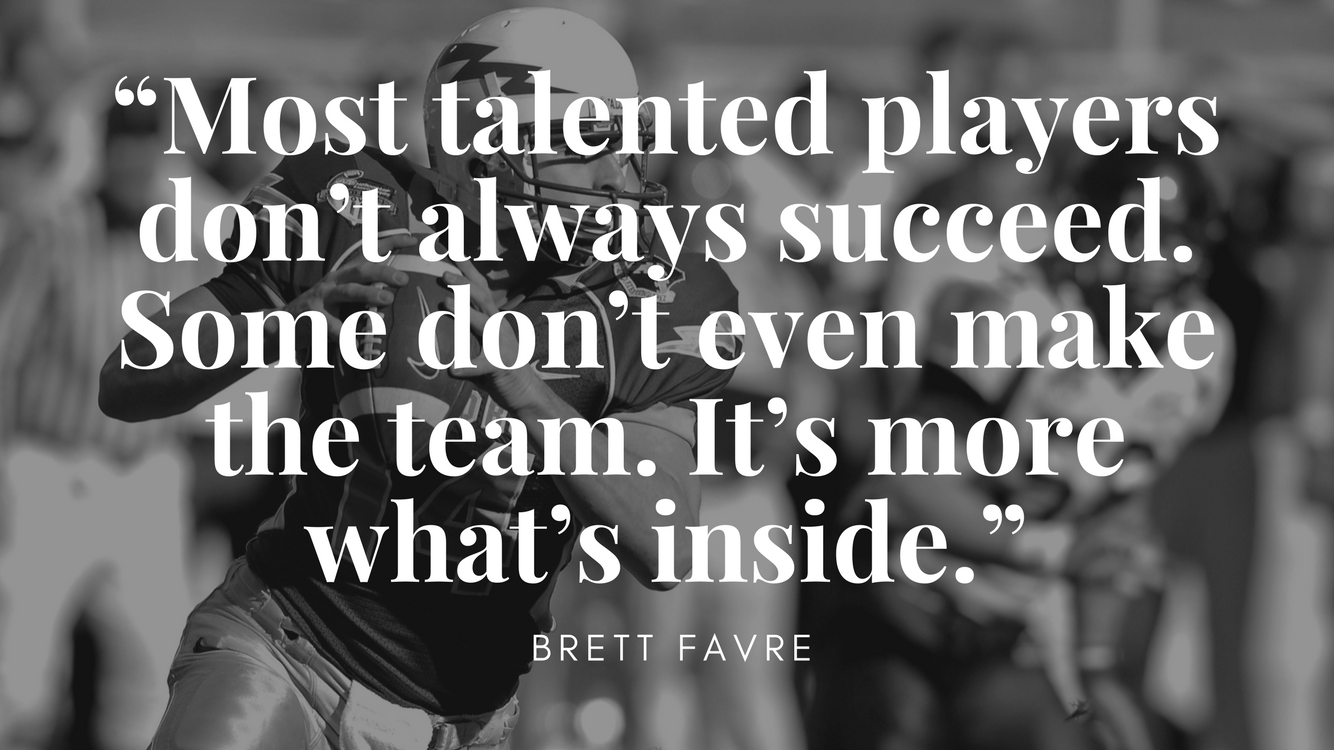 “Most talented players
don’t always succeed.
Some don’t even make
the team. It’s more
what’s inside.”
BRETT FAVRE